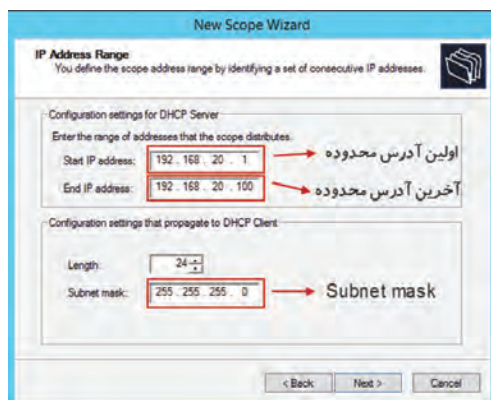 New Scope Wizard
IP Address Range
You define the scope address range by identifying a set of consecutive IP addresses.
Configuration settings for DHCP Server
Enter the range of addresses that the scope distributes.
Start IP address: 192 . 168 . 20 . 1 اولین آدرس محدوده
End IP address: 192 . 168 . 20 . 100 آخرین آدرس محدوده
Configuration settings that propagate to DHCP Client
Length: 24
Subnet mask: 255 . 255 . 255 . 0 Subnet mask
< Back Next > Cancel